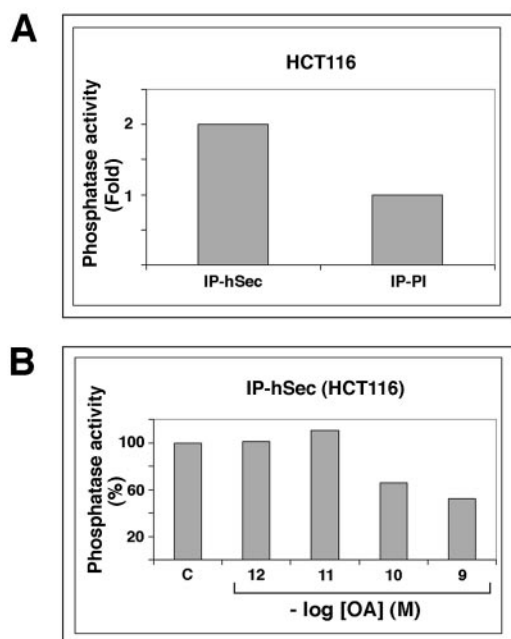 A
HCT116
Phosphatase activity
(Fold)
2
1
IP-hSec
IP-PI
B
IP-hSec (HCT116)
Phosphatase activity
(%)
100
60
20
C
12
11
10
9
- log [OA] (M)